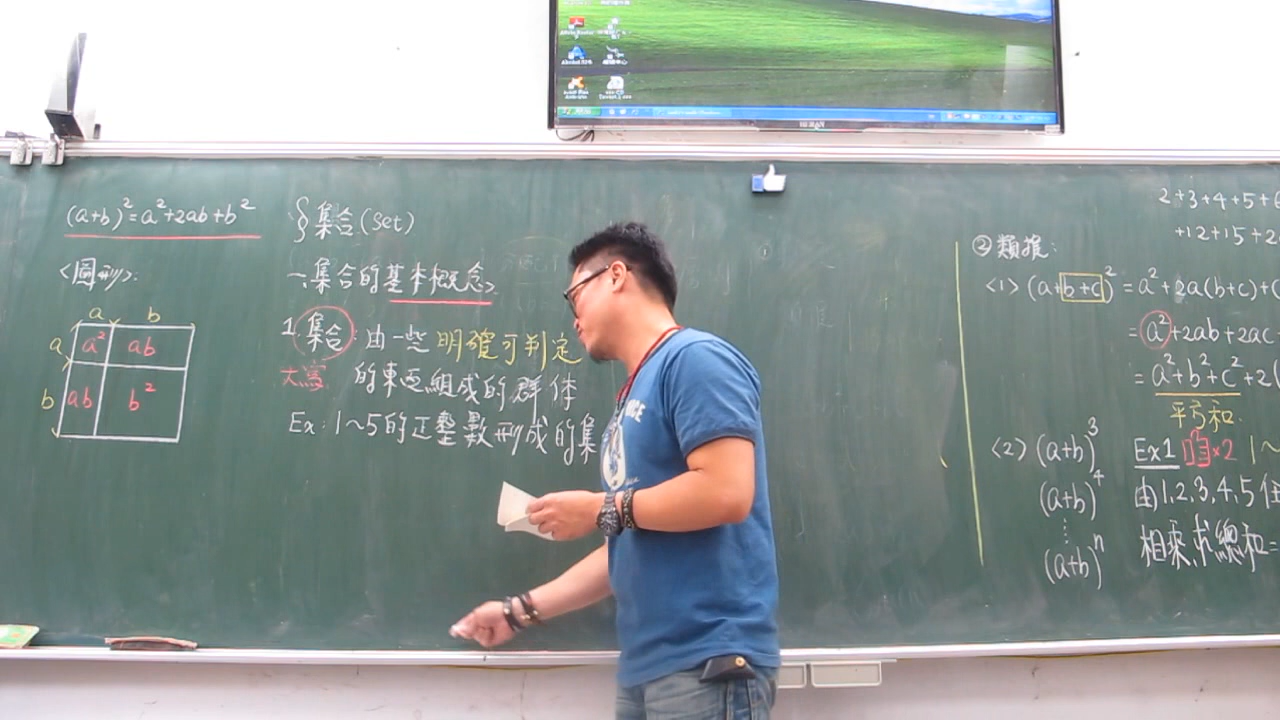 (a+b)²=a²+2ab+b²
<圖形>:
a b
a a² ab
b ab b²
§集合(Set)
一、集合的基本概念>
1 集合:由一些明確可判定
大寫 的東西組成的群体
Ex:1~5的正整數形成的集
2+3+4+5+
+12+15+2
②類推:
<1> (a+b+c)² = a²+2a(b+c)+(
= a²+2ab+2ac
= a²+b²+c²+2(
平方和
<2> (a+b)³
(a+b)⁴
⋮
(a+b)ⁿ
Ex1 ×2 1~
由1,2,3,4,5任
相乘,求總和=
HERAN